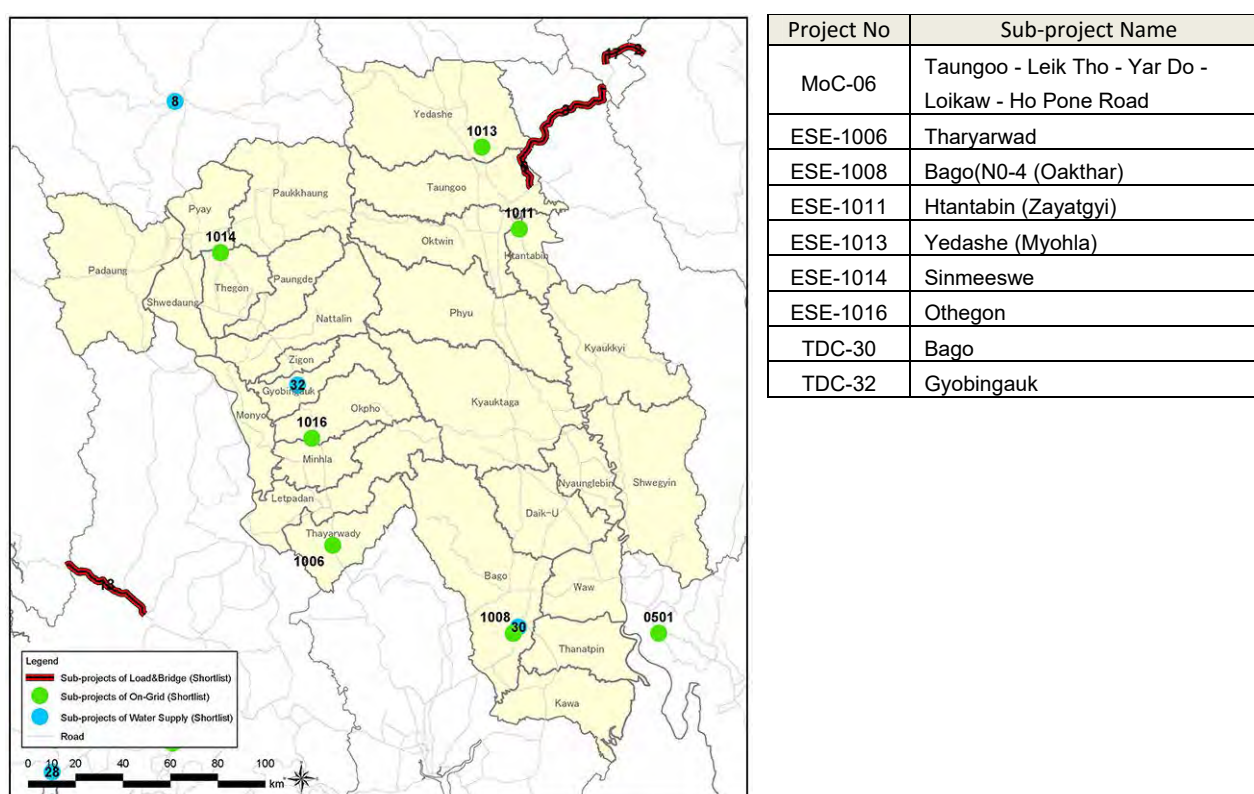 8
Yedashe
1013
Taungoo
Paukkhaung
Pyay
1014
1011
Oktwin
Htantabin
Padaung
Thegon
Paungde
Shwedaung
Nattalin
Phyu
Kyaukkyi
Zigon
32
Gyobingauk
Monyo
Okpho
Kyauktaga
1016
Minhla
Nyaunglebin
Shwegyin
Letpadan
Daik-U
Thayarwady
1006
Bago
Waw
18
1008
30
0501
Thanatpin
Kawa
Legend
Sub-projects of Load&Bridge (Shortlist)
Sub-projects of On-Grid (Shortlist)
Sub-projects of Water Supply (Shortlist)
Road
0 10 20 40 60 80 100
km
28
Project No Sub-project Name
MoC-06 Taungoo - Leik Tho - Yar Do -
Loikaw - Ho Pone Road
ESE-1006 Tharyarwad
ESE-1008 Bago(N0-4 (Oakthar)
ESE-1011 Htantabin (Zayatgyi)
ESE-1013 Yedashe (Myohla)
ESE-1014 Sinmeeswe
ESE-1016 Othegon
TDC-30 Bago
TDC-32 Gyobingauk